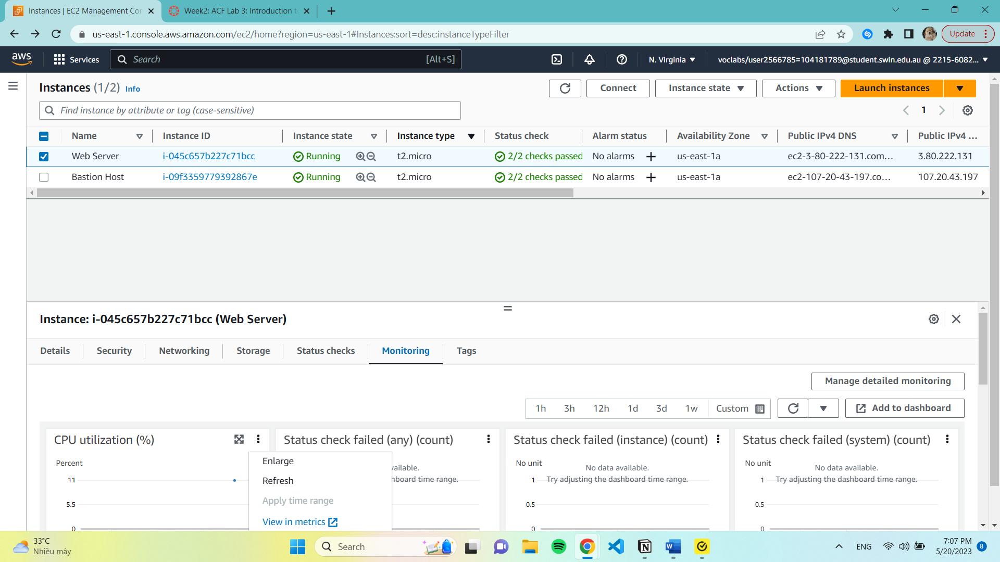 Instances | EC2 Management Con
Week2: ACF Lab 3: Introduction t
us-east-1.console.aws.amazon.com/ec2/home?region=us-east-1#Instances:sort=desc:instanceTypeFilter
Update
aws
Services
Search
[Alt+S]
N. Virginia
voclabs/user2566785=104181789@student.swin.edu.au @ 2215-6082...
Instances (1/2) Info
Connect
Instance state
Actions
Launch instances
Find instance by attribute or tag (case-sensitive)
1
Name Instance ID Instance state Instance type Status check Alarm status Availability Zone Public IPv4 DNS Public IPv4 ...
Web Server i-045c657b227c71bcc Running t2.micro 2/2 checks passed No alarms us-east-1a ec2-3-80-222-131.com... 3.80.222.131
Bastion Host i-09f3359779392867e Running t2.micro 2/2 checks passed No alarms us-east-1a ec2-107-20-43-197.co... 107.20.43.197
Instance: i-045c657b227c71bcc (Web Server)
Details Security Networking Storage Status checks Monitoring Tags
Manage detailed monitoring
1h 3h 12h 1d 3d 1w Custom
Add to dashboard
CPU utilization (%)
Percent
11
5.5
0
Enlarge
Refresh
Apply time range
View in metrics
Status check failed (any) (count)
vailable.
hboard time range.
Status check failed (instance) (count)
No unit
No data available.
Try adjusting the dashboard time range.
1
0.5
0
Status check failed (system) (count)
No unit
No data available.
Try adjusting the dashboard time range.
1
0.5
0
33°C
Nhiều mây
Search
ENG
7:07 PM
5/20/2023
8